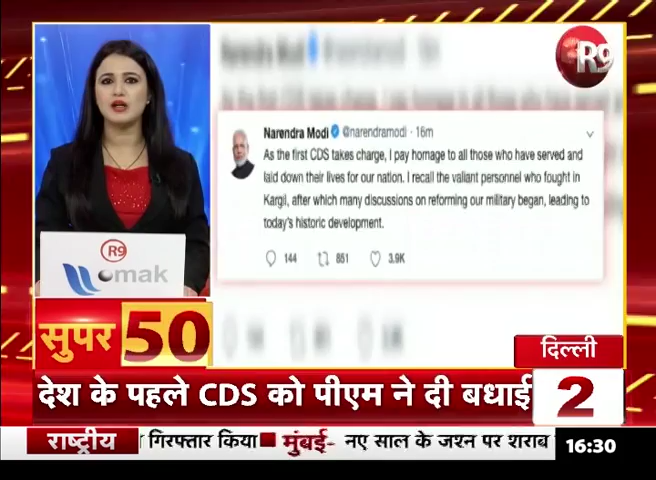 R9
Narendra Modi @narendramodi · 16m
As the first CDS takes charge, I pay homage to all those who have served and
laid down their lives for our nation. I recall the valiant personnel who fought in
Kargil, after which many discussions on reforming our military began, leading to
today's historic development.
144 851 3.9K
R9
omak
सुपर 50
दिल्ली
देश के पहले CDS को पीएम ने दी बधाई 2
राष्ट्रीय गिरफ्तार किया मुंबई- नए साल के जश्न पर शराब 16:30